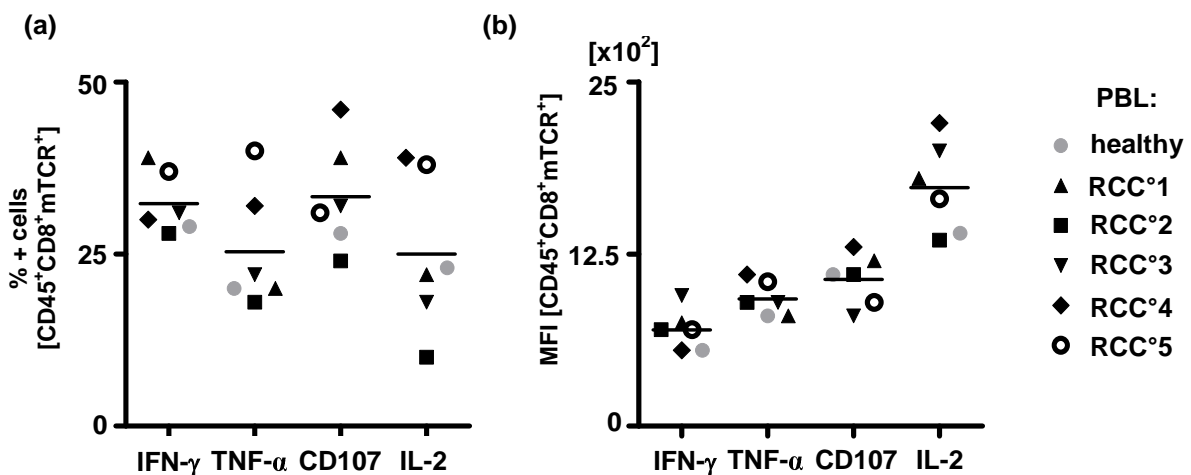 (a)
50
25
0
% + cells
[CD45⁺CD8⁺mTCR⁺]
IFN-γ TNF-α CD107 IL-2
(b)
[x10²]
25
12.5
0
MFI [CD45⁺CD8⁺mTCR⁺]
IFN-γ TNF-α CD107 IL-2
PBL:
healthy
RCC°1
RCC°2
RCC°3
RCC°4
RCC°5